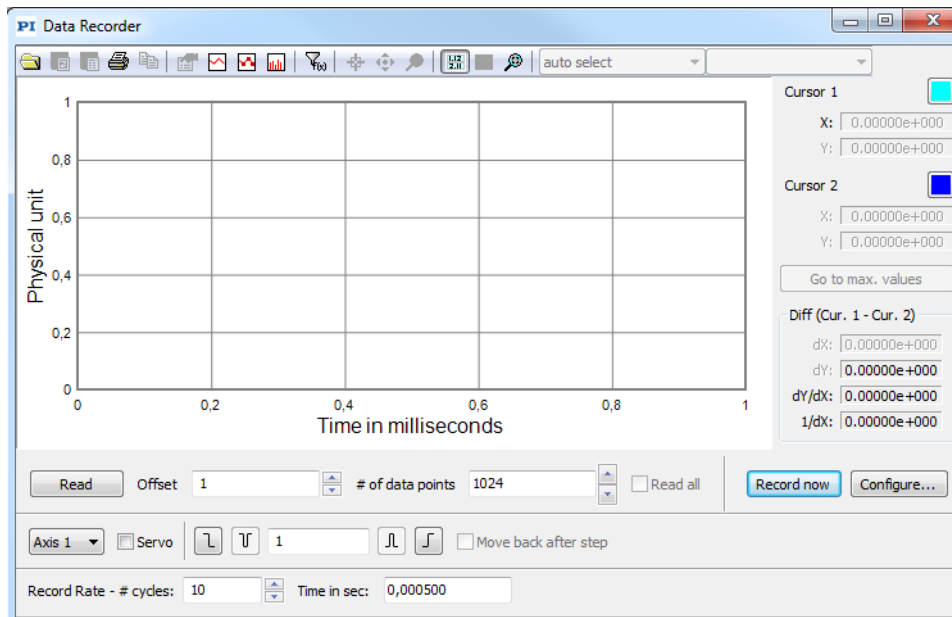 PI Data Recorder
f(x) 1.12 2.11 auto select
Cursor 1
X: 0.00000e+000
Y: 0.00000e+000
Cursor 2
X: 0.00000e+000
Y: 0.00000e+000
Go to max. values
Diff (Cur. 1 - Cur. 2)
dX: 0.00000e+000
dY: 0.00000e+000
dY/dX: 0.00000e+000
1/dX: 0.00000e+000
Physical unit
1
0,8
0,6
0,4
0,2
0
0 0,2 0,4 0,6 0,8 1
Time in milliseconds
Read Offset 1 # of data points 1024 Read all Record now Configure...
Axis 1 Servo 1 Move back after step
Record Rate - # cycles: 10 Time in sec: 0,000500